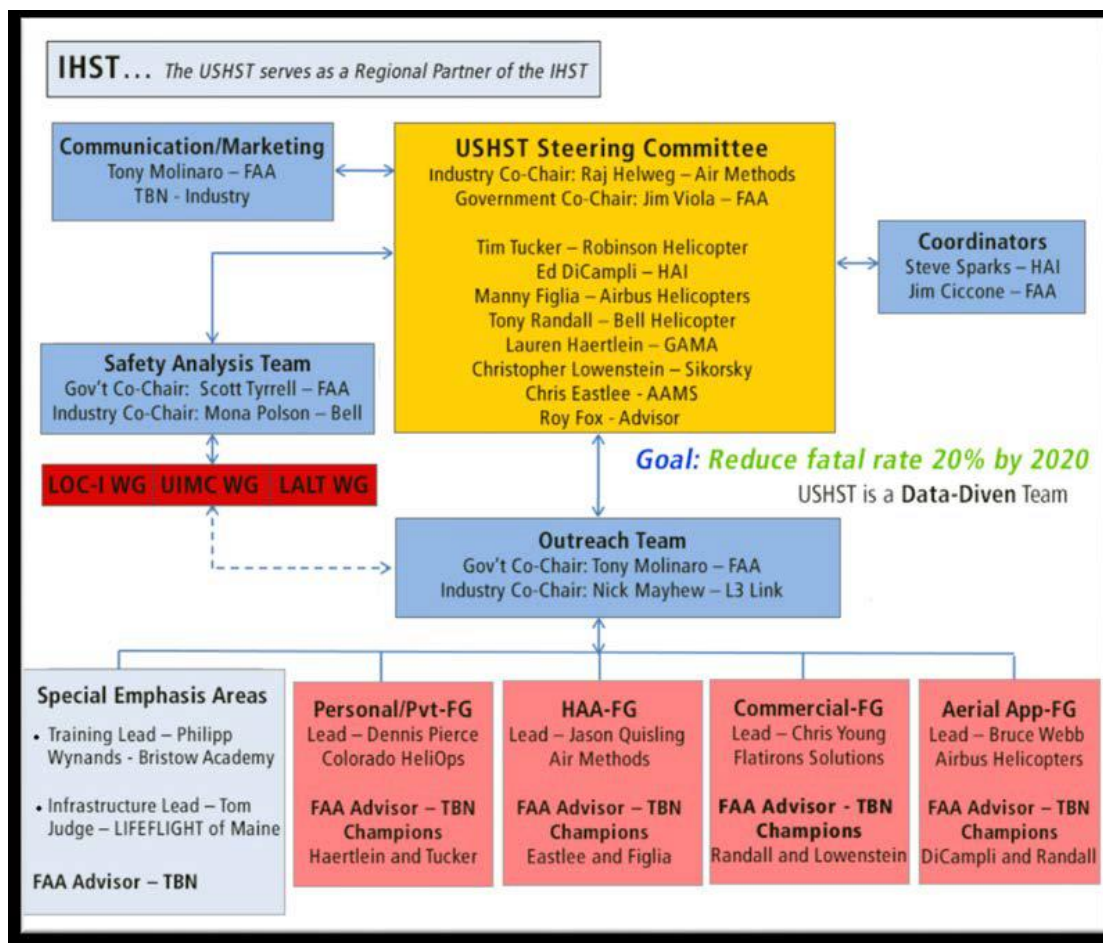 IHST... The USHST serves as a Regional Partner of the IHST
Communication/Marketing
Tony Molinaro – FAA
TBN - Industry
USHST Steering Committee
Industry Co-Chair: Raj Helweg – Air Methods
Government Co-Chair: Jim Viola – FAA
Tim Tucker – Robinson Helicopter
Ed DiCampli – HAI
Manny Figlia – Airbus Helicopters
Tony Randall – Bell Helicopter
Lauren Haertlein – GAMA
Christopher Lowenstein – Sikorsky
Chris Eastlee - AAMS
Roy Fox - Advisor
Coordinators
Steve Sparks – HAI
Jim Ciccone – FAA
Safety Analysis Team
Gov't Co-Chair: Scott Tyrrell – FAA
Industry Co-Chair: Mona Polson – Bell
LOC-I WG UIMC WG LALT WG
Goal: Reduce fatal rate 20% by 2020
USHST is a Data-Diven Team
Outreach Team
Gov't Co-Chair: Tony Molinaro – FAA
Industry Co-Chair: Nick Mayhew – L3 Link
Special Emphasis Areas
• Training Lead – Philipp
Wynands - Bristow Academy
• Infrastructure Lead – Tom
Judge – LIFEFLIGHT of Maine
FAA Advisor – TBN
Personal/Pvt-FG
Lead – Dennis Pierce
Colorado HeliOps
FAA Advisor – TBN
Champions
Haertlein and Tucker
HAA-FG
Lead – Jason Quisling
Air Methods
FAA Advisor – TBN
Champions
Eastlee and Figlia
Commercial-FG
Lead – Chris Young
Flatirons Solutions
FAA Advisor - TBN
Champions
Randall and Lowenstein
Aerial App-FG
Lead – Bruce Webb
Airbus Helicopters
FAA Advisor – TBN
Champions
DiCampli and Randall